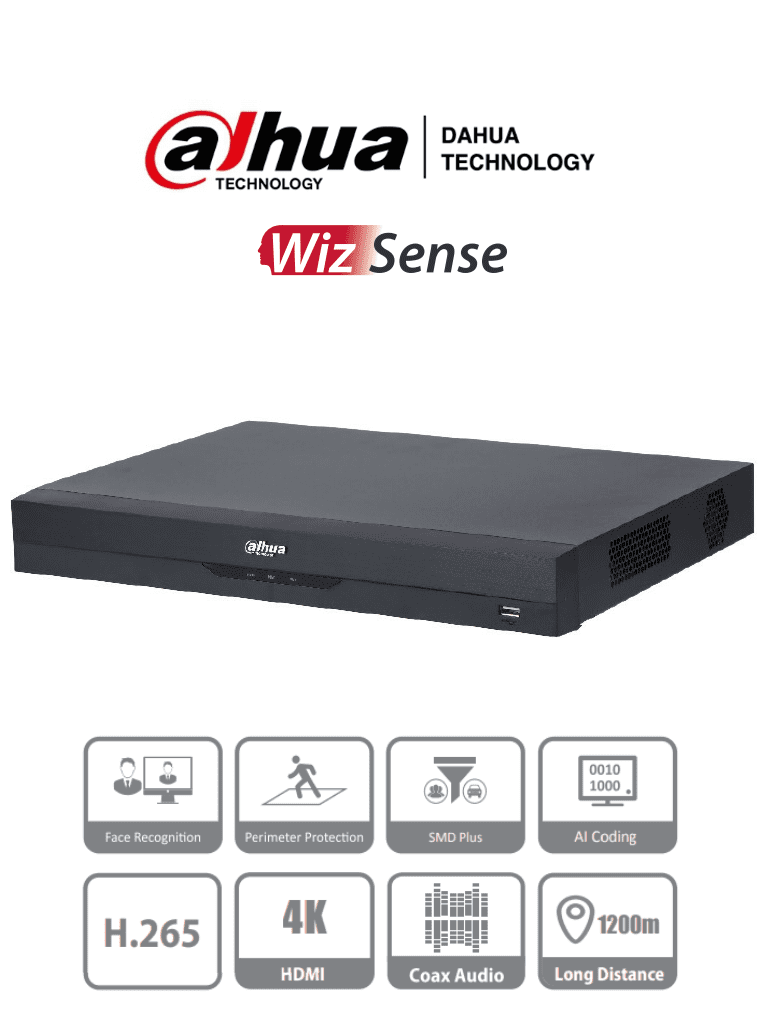 alhua
TECHNOLOGY
DAHUA
TECHNOLOGY
Wiz Sense
alhua
TECHNOLOGY
Face Recognition
Perimeter Protection
SMD Plus
0010
1000
AI Coding
H.265
4K
HDMI
Coax Audio
1200m
Long Distance